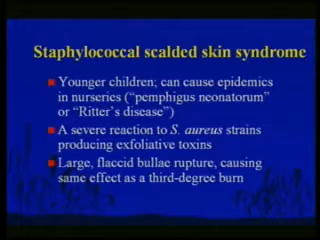 Staphylococcal scalded skin syndrome
Younger children; can cause epidemics
in nurseries ("pemphigus neonatorum"
or "Ritter's disease")
A severe reaction to S. aureus strains
producing exfoliative toxins
Large, flaccid bullae rupture, causing
same effect as a third-degree burn